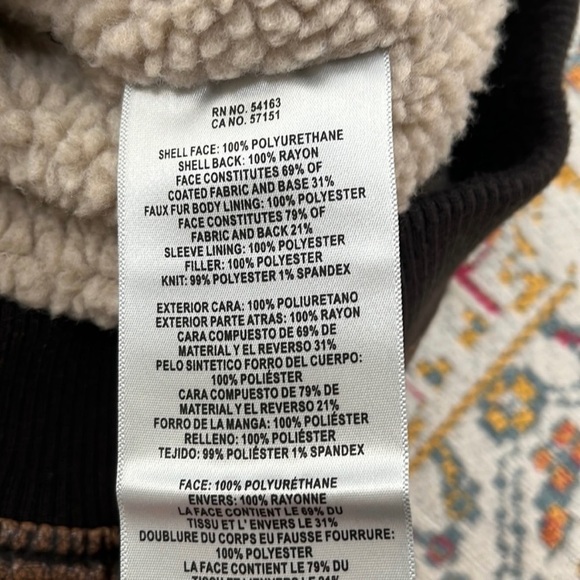 RN NO. 54163
CA NO. 57151
SHELL FACE: 100% POLYURETHANE
SHELL BACK: 100% RAYON
FACE CONSTITUTES 69% OF
COATED FABRIC AND BASE 31%
FAUX FUR BODY LINING: 100% POLYESTER
FACE CONSTITUTES 79% OF
FABRIC AND BACK 21%
SLEEVE LINING: 100% POLYESTER
FILLER: 100% POLYESTER
KNIT: 99% POLYESTER 1% SPANDEX
EXTERIOR CARA: 100% POLIURETANO
EXTERIOR PARTE ATRAS: 100% RAYON
CARA COMPUESTO DE 69% DE
MATERIAL Y EL REVERSO 31%
PELO SINTETICO FORRO DEL CUERPO:
100% POLIÉSTER
CARA COMPUESTO DE 79% DE
MATERIAL Y EL REVERSO 21%
FORRO DE LA MANGA: 100% POLIÉSTER
RELLENO: 100% POLIÉSTER
TEJIDO: 99% POLIÉSTER 1% SPANDEX
FACE: 100% POLYURÉTHANE
ENVERS: 100% RAYONNE
LA FACE CONTIENT LE 69% DU
TISSU ET L' ENVERS LE 31%
DOUBLURE DU CORPS EU FAUSSE FOURRURE:
100% POLYESTER
LA FACE CONTIENT LE 79% DU
TISSU ET L' ENVERS LE 21%